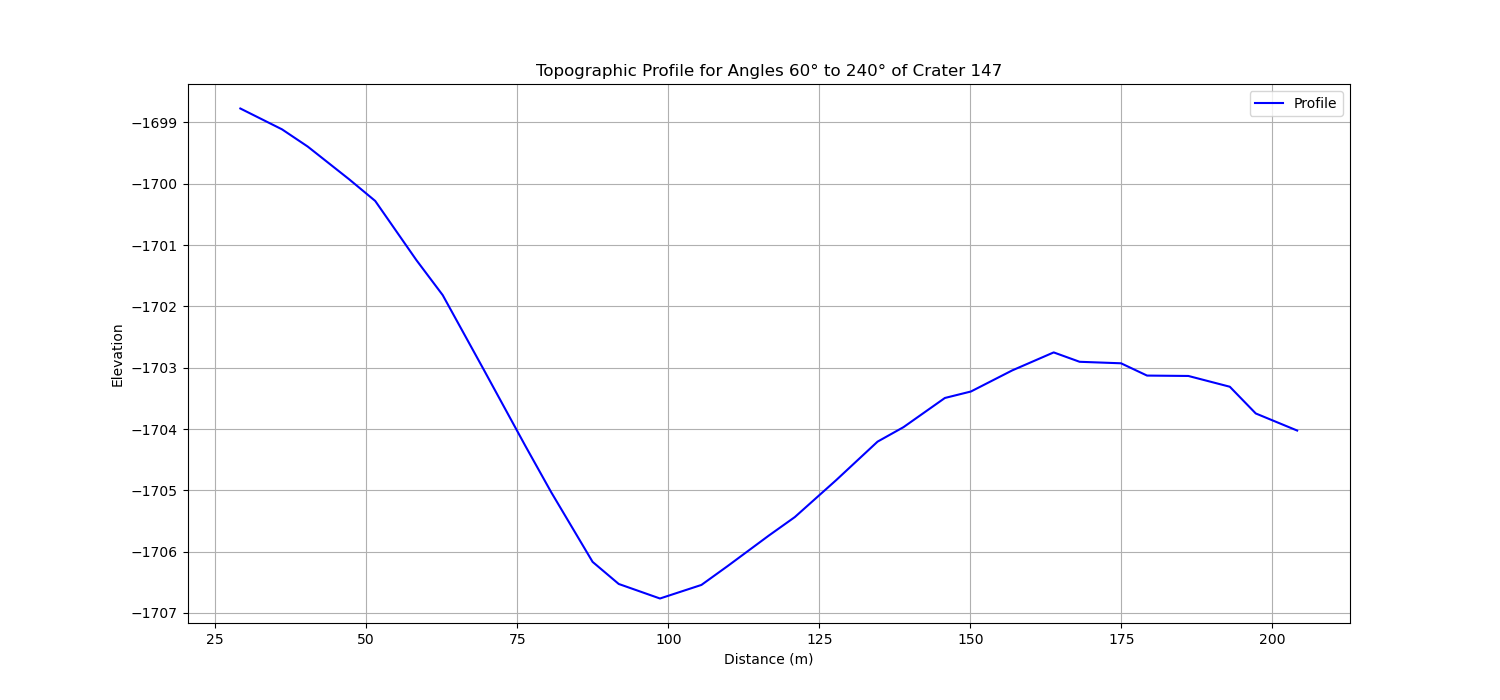 Topographic Profile for Angles 60° to 240° of Crater 147
Profile
−1699
−1700
−1701
−1702
−1703
−1704
−1705
−1706
−1707
Elevation
25 50 75 100 125 150 175 200
Distance (m)